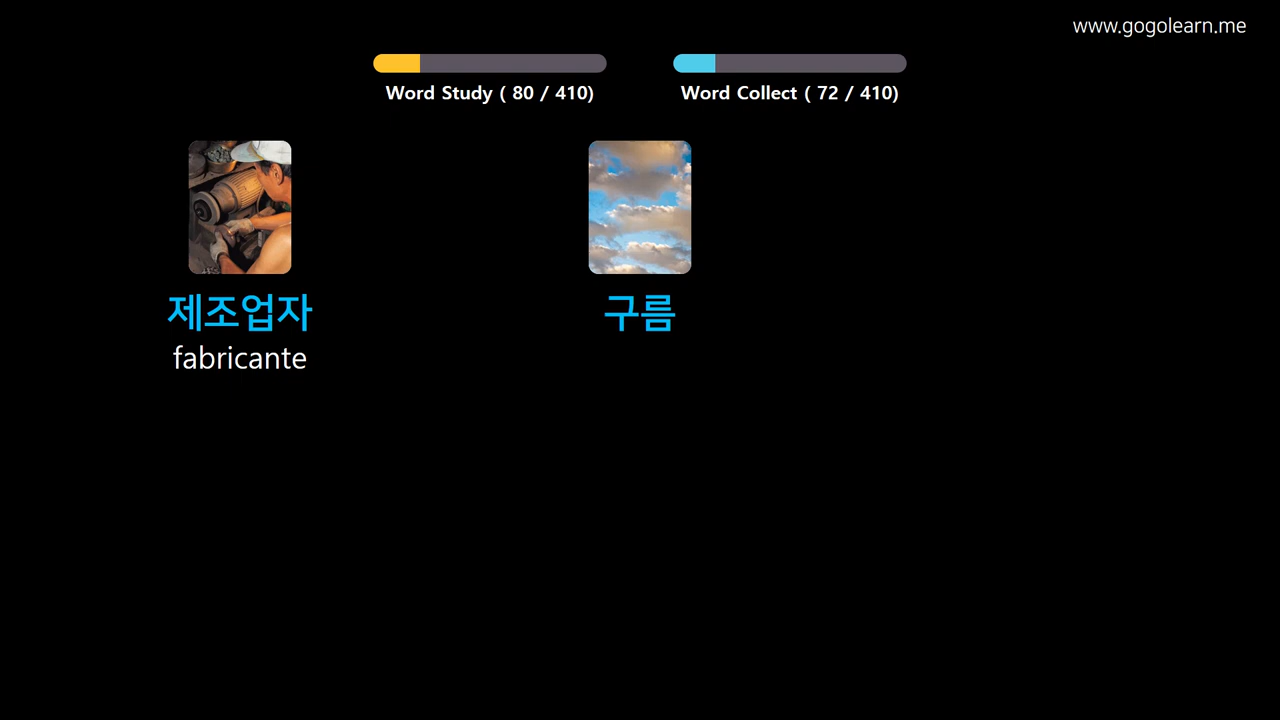 www.gogolearn.me
Word Study ( 80 / 410)
Word Collect ( 72 / 410)
제조업자
fabricante
구름